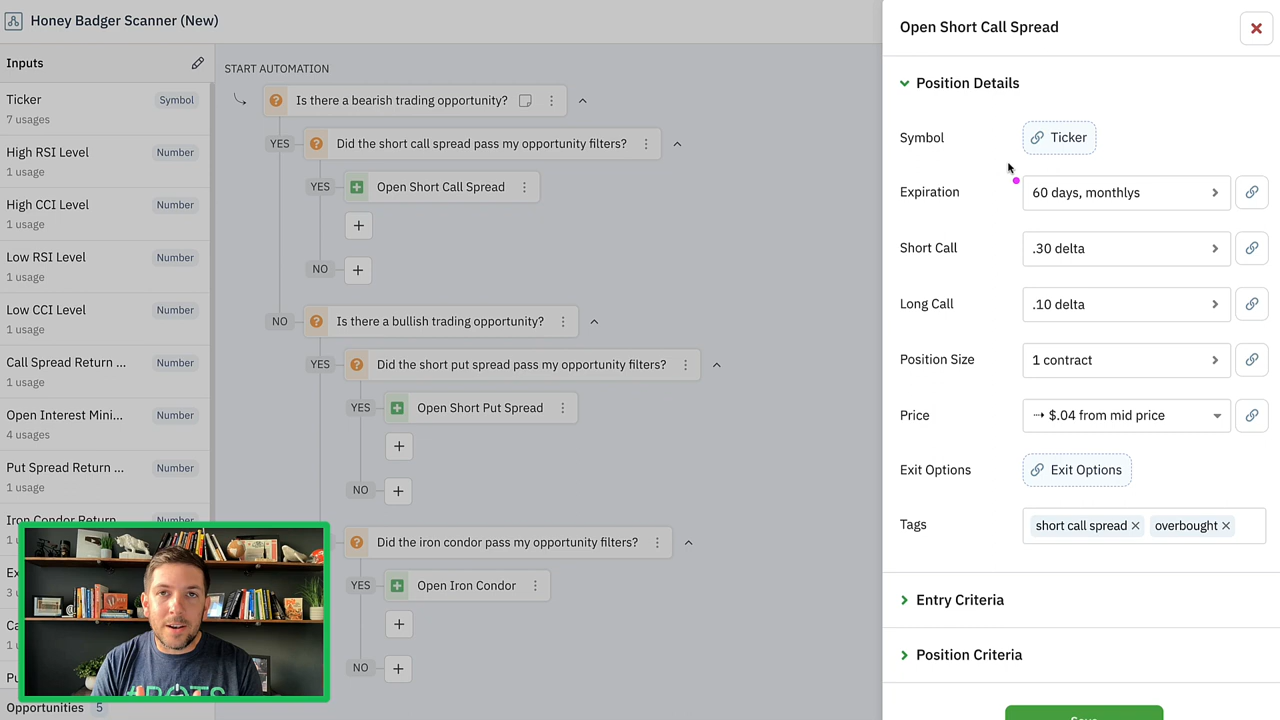 Honey Badger Scanner (New)
Inputs
Ticker Symbol
7 usages
High RSI Level Number
1 usage
High CCI Level Number
1 usage
Low RSI Level Number
1 usage
Low CCI Level Number
1 usage
Call Spread Return ... Number
1 usage
Open Interest Mini... Number
4 usages
Put Spread Return ... Number
1 usage
Iron Condor Return
Opportunities 5
START AUTOMATION
Is there a bearish trading opportunity?
YES Did the short call spread pass my opportunity filters?
YES Open Short Call Spread
NO
NO Is there a bullish trading opportunity?
YES Did the short put spread pass my opportunity filters?
YES Open Short Put Spread
NO
Did the iron condor pass my opportunity filters?
YES Open Iron Condor
NO
Open Short Call Spread
Position Details
Symbol Ticker
Expiration 60 days, monthlys
Short Call .30 delta
Long Call .10 delta
Position Size 1 contract
Price $.04 from mid price
Exit Options Exit Options
Tags short call spread overbought
Entry Criteria
Position Criteria
Save